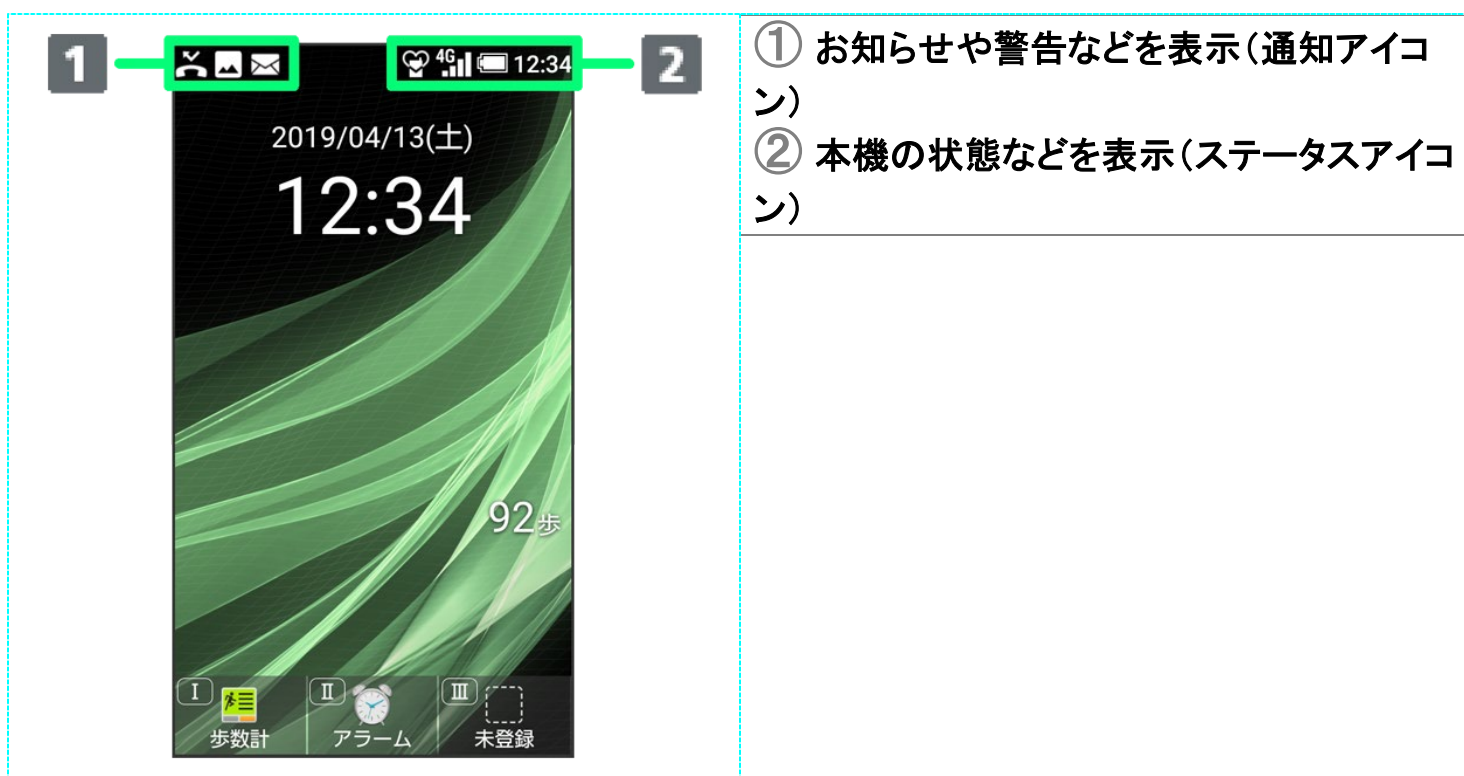 1
4G 12:34
2
2019/04/13(土)
12:34
92歩
I
II
III
歩数計
アラーム
未登録
① お知らせや警告などを表示(通知アイコ
ン)
② 本機の状態などを表示(ステータスアイコ
ン)